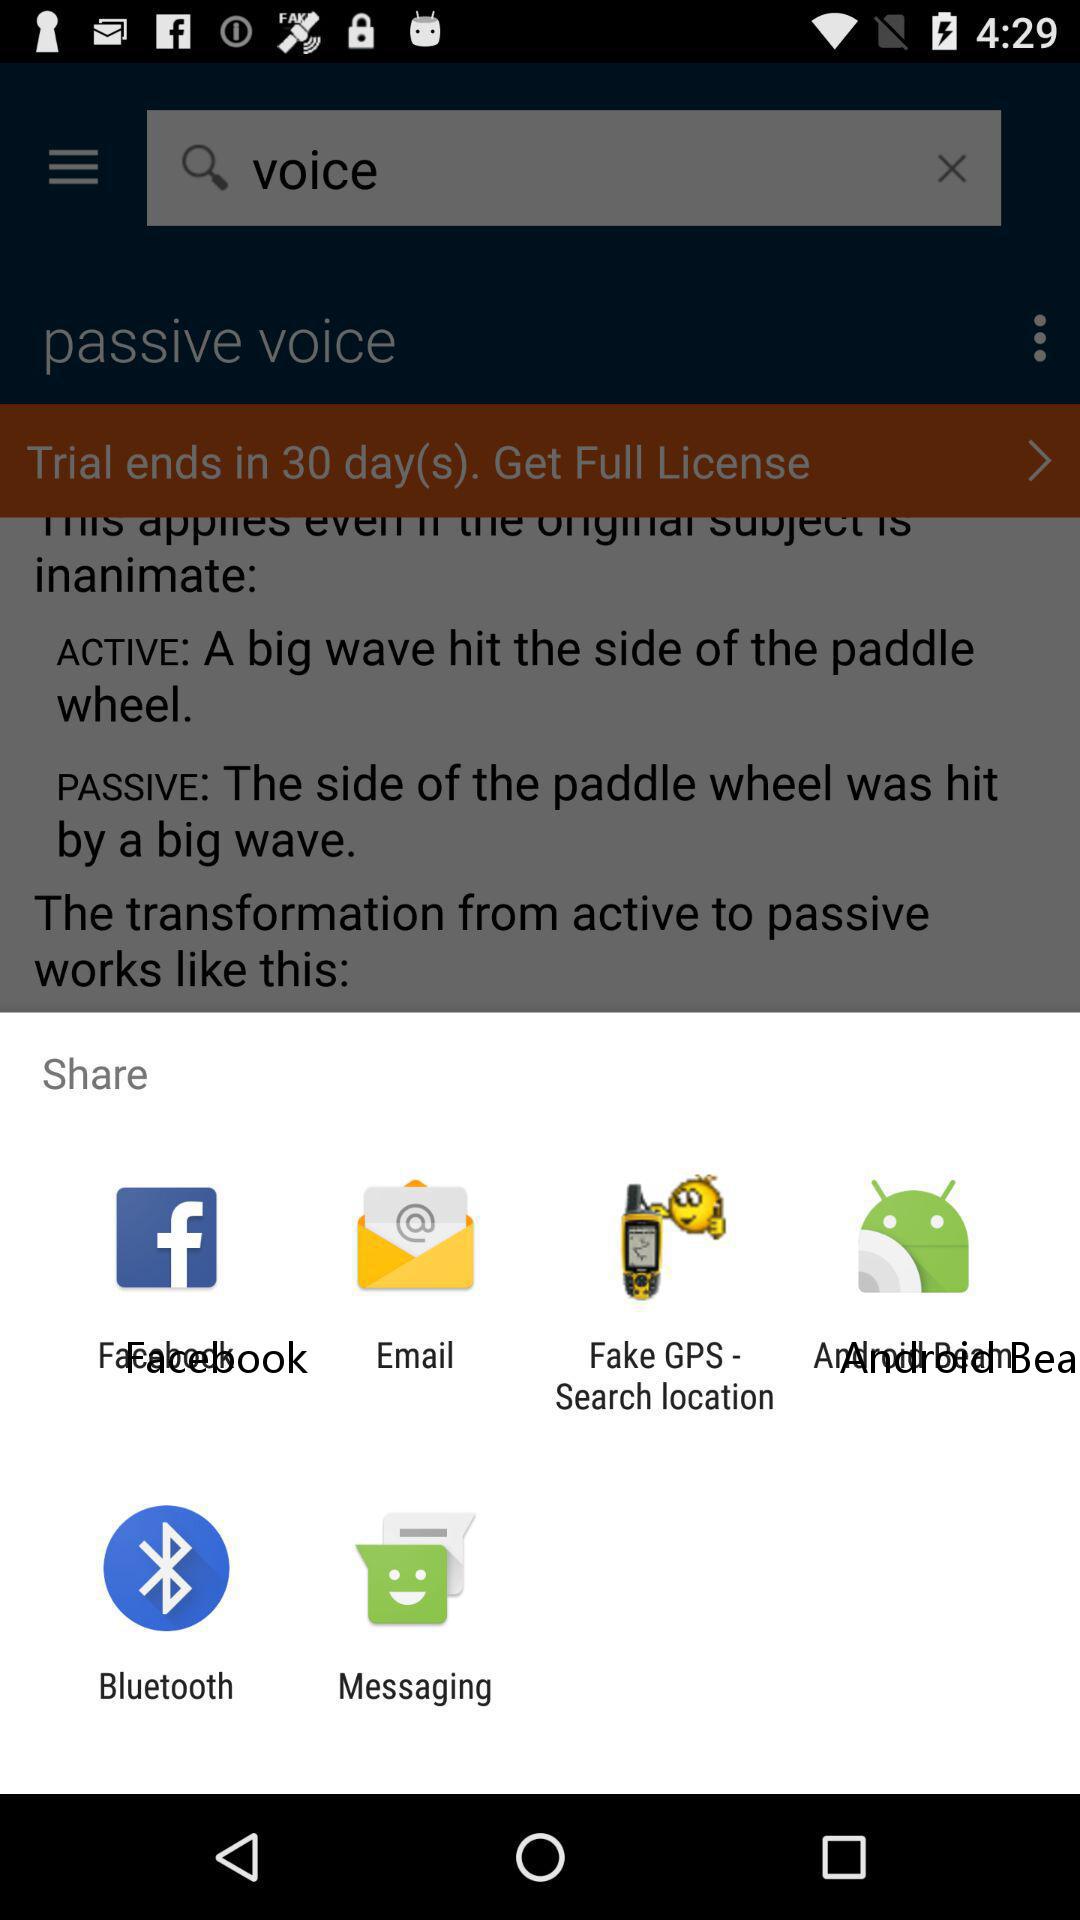 FAKE
4:29
voice
passive voice
Trial ends in 30 day(s). Get Full License
This applies even if the original subject is
inanimate:
ACTIVE: A big wave hit the side of the paddle
wheel.
PASSIVE: The side of the paddle wheel was hit
by a big wave.
The transformation from active to passive
works like this:
Share
Facebook
Facebook
Email
Fake GPS -
Search location
Android Beam
Android Bea
Bluetooth
Messaging